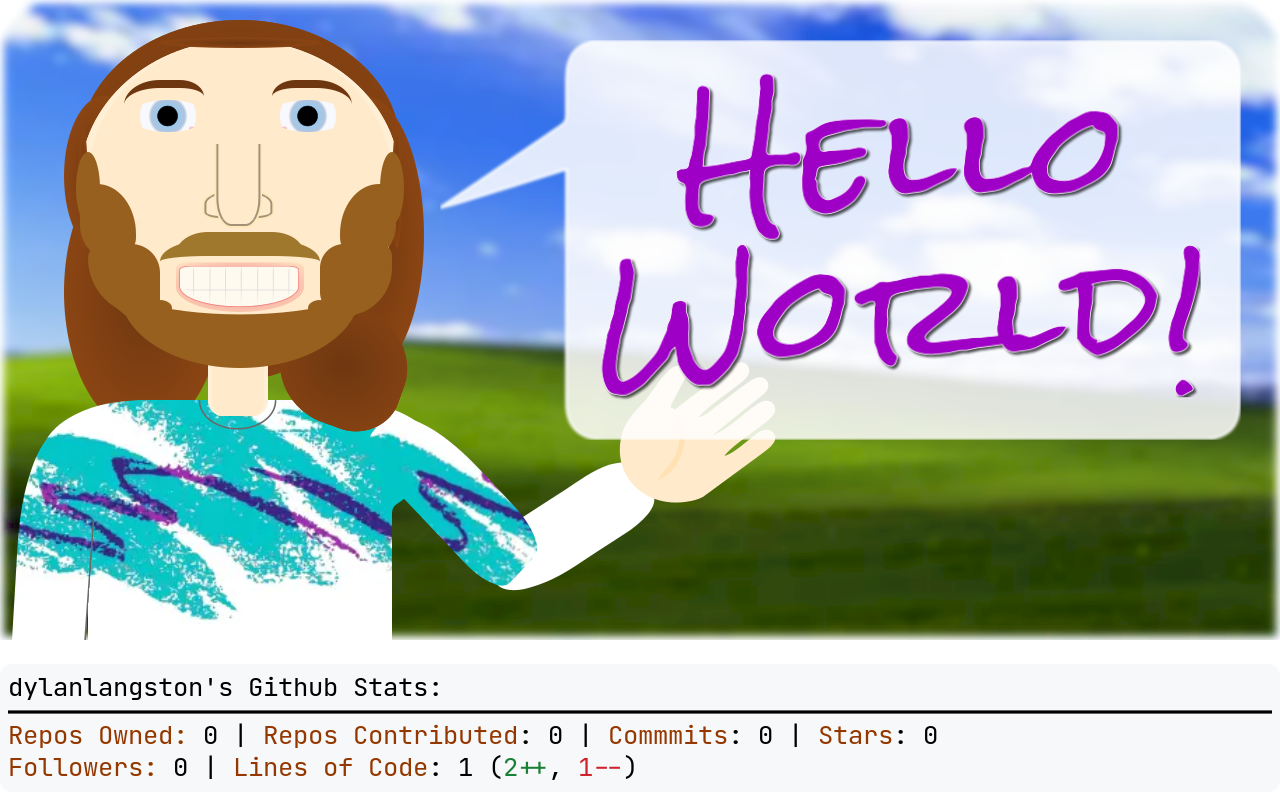 Hello
World!
dylanlangston's Github Stats:
Repos Owned: 0 | Repos Contributed: 0 | Commmits: 0 | Stars: 0
Followers: 0 | Lines of Code: 1 (2++, 1--)